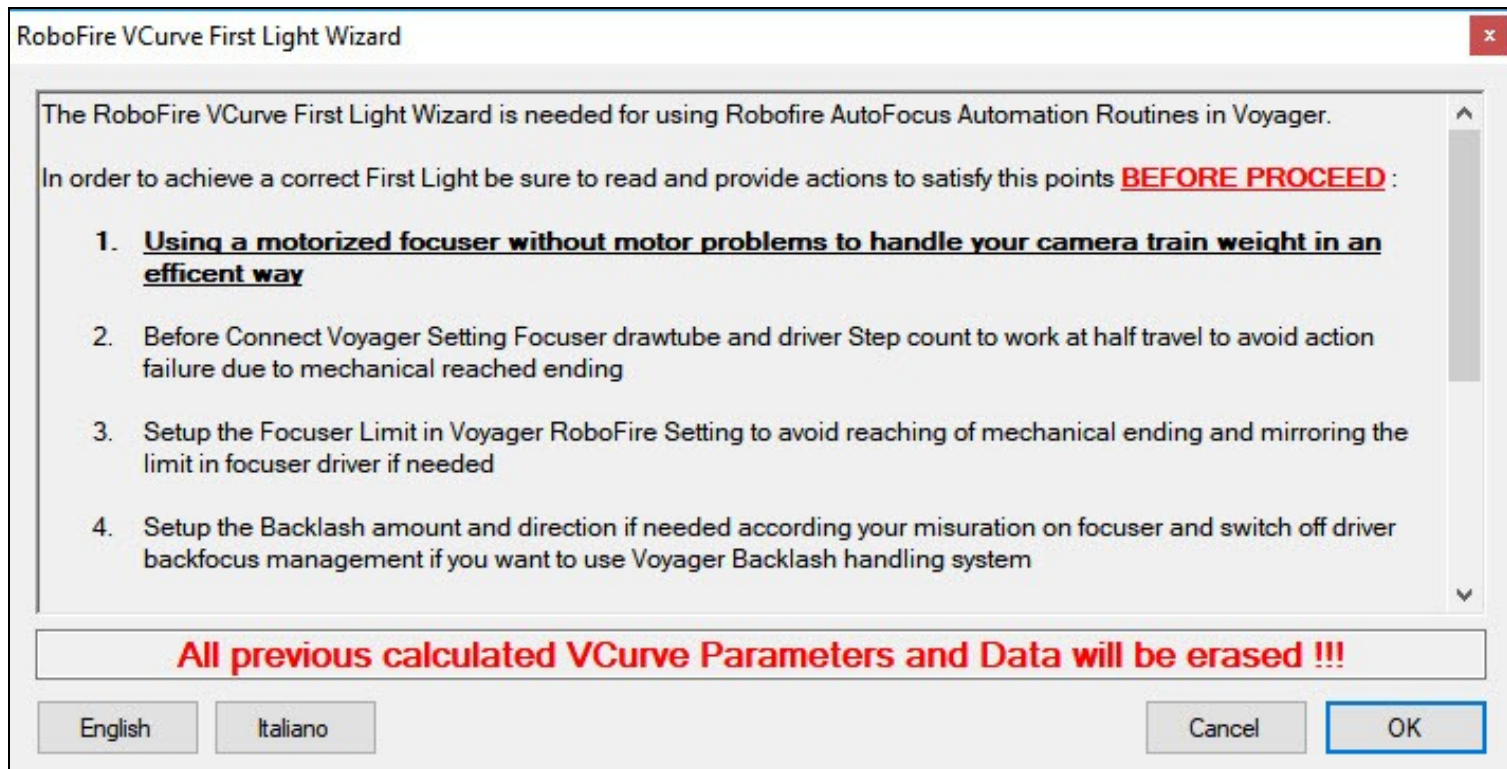 RoboFire VCurve First Light Wizard
x
The RoboFire VCurve First Light Wizard is needed for using Robofire AutoFocus Automation Routines in Voyager.
In order to achieve a correct First Light be sure to read and provide actions to satisfy this points BEFORE PROCEED :
1. Using a motorized focuser without motor problems to handle your camera train weight in an
efficent way
2. Before Connect Voyager Setting Focuser drawtube and driver Step count to work at half travel to avoid action
failure due to mechanical reached ending
3. Setup the Focuser Limit in Voyager RoboFire Setting to avoid reaching of mechanical ending and mirroring the
limit in focuser driver if needed
4. Setup the Backlash amount and direction if needed according your misuration on focuser and switch off driver
backfocus management if you want to use Voyager Backlash handling system
All previous calculated VCurve Parameters and Data will be erased !!!
English Italiano Cancel OK